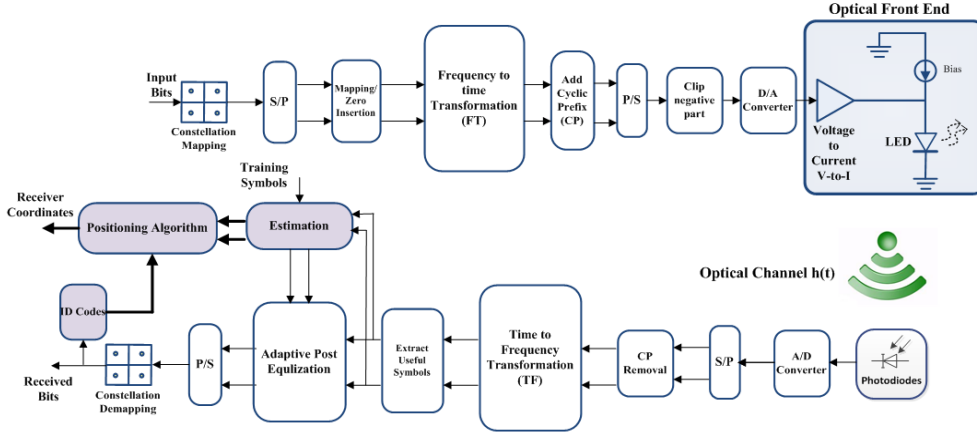 Optical Front End
Input
Bits
Constellation
Mapping
S/P
Mapping/
Zero
Insertion
Frequency to
time
Transformation
(FT)
Add
Cyclic
Prefix
(CP)
P/S
Clip
negative
part
D/A
Converter
Voltage
to
Current
V-to-I
Bias
LED
Training
Symbols
Receiver
Coordinates
Positioning Algorithm
Estimation
Optical Channel h(t)
ID Codes
Received
Bits
Constellation
Demapping
P/S
Adaptive Post
Equlization
Extract
Useful
Symbols
Time to
Frequency
Transformation
(TF)
CP
Removal
S/P
A/D
Converter
Photodiodes